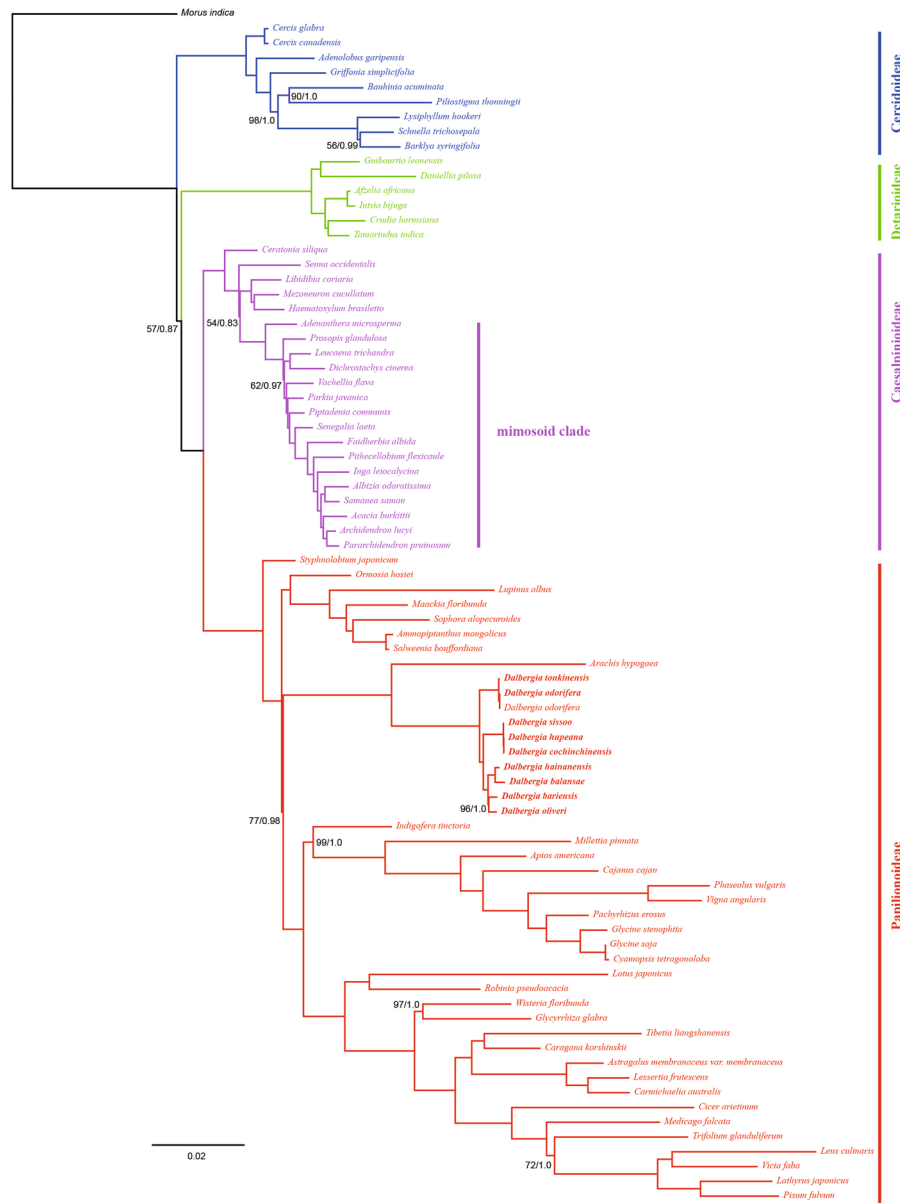 Morus indica
Cercis glabra
Cercis canadensis
Adenolobus garipensis
Griffonia simplicifolia
Bauhinia acuminata
90/1.0
Piliostigma thonningii
98/1.0
Lysiphyllum hookeri
Schnella trichosepala
56/0.99
Barklya syringifolia
Cercidoideae
Guibourtia leonensis
Daniellia pilosa
Afzelia africana
Intsia bijuga
Crudia harmsiana
Tamarindus indica
Detarioideae
Ceratonia siliqua
Senna occidentalis
Libidibia coriaria
Mezoneuron cucullatum
Haematoxylum brasiletto
54/0.83
57/0.87
Adenanthera microsperma
Prosopis glandulosa
Leucaena trichandra
Dichrostachys cinerea
62/0.97
Vachellia flava
Parkia javanica
Piptadenia communis
Senegalia laeta
mimosoid clade
Faidherbia albida
Pithecellobium flexicaule
Inga leiocalycina
Albizia odoratissima
Samanea saman
Acacia burkittii
Archidendron lucyi
Pararchidendron pruinosum
Caesalpinioideae
Styphnolobium japonicum
Ormosia hosiei
Lupinus albus
Maackia floribunda
Sophora alopecuroides
Ammopiptanthus mongolicus
Salweenia bouffordiana
Arachis hypogaea
Dalbergia tonkinensis
Dalbergia odorifera
Dalbergia odorifera
Dalbergia sissoo
Dalbergia hupeana
Dalbergia cochinchinensis
Dalbergia hainanensis
Dalbergia balansae
Dalbergia bariensis
96/1.0
Dalbergia oliveri
77/0.98
Indigofera tinctoria
99/1.0
Millettia pinnata
Apios americana
Cajanus cajan
Phaseolus vulgaris
Vigna angularis
Pachyrhizus erosus
Glycine stenophita
Glycine soja
Cyamopsis tetragonoloba
Papilionoideae
Lotus japonicus
Robinia pseudoacacia
97/1.0
Wisteria floribunda
Glycyrrhiza glabra
Tibetia liangshanensis
Caragana korshinskii
Astragalus membranaceus var. membranaceus
Lessertia frutescens
Carmichaelia australis
Cicer arietinum
Medicago falcata
Trifolium glanduliferum
72/1.0
Lens culinaris
Vicia faba
Lathyrus japonicus
Pisum fulvum
0.02